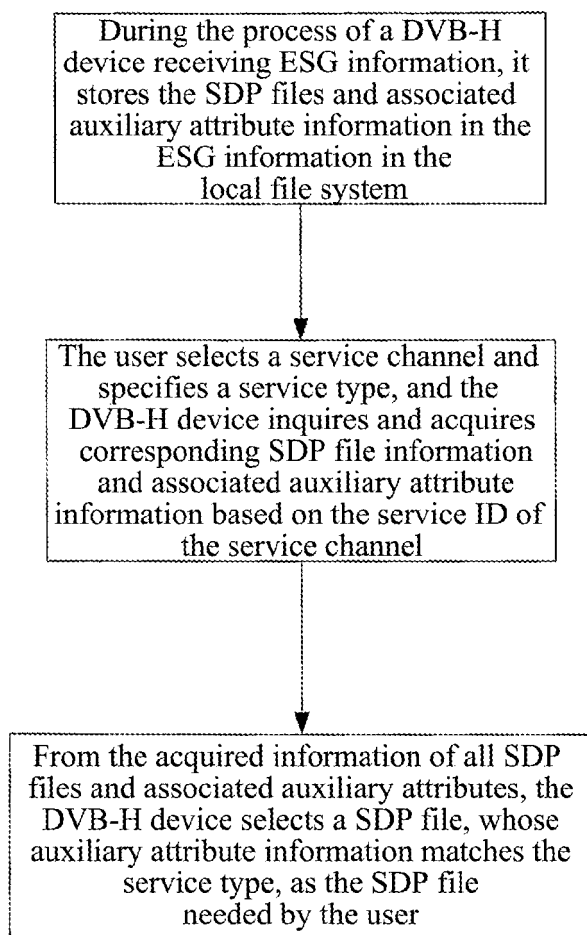 During the process of a DVB-H
device receiving ESG information, it
stores the SDP files and associated
auxiliary attribute information in the
ESG information in the
local file system
The user selects a service channel and
specifies a service type, and the
DVB-H device inquires and acquires
corresponding SDP file information
and associated auxiliary attribute
information based on the service ID of
the service channel
From the acquired information of all SDP
files and associated auxiliary attributes, the
DVB-H device selects a SDP file, whose
auxiliary attribute information matches the
service type, as the SDP file
needed by the user